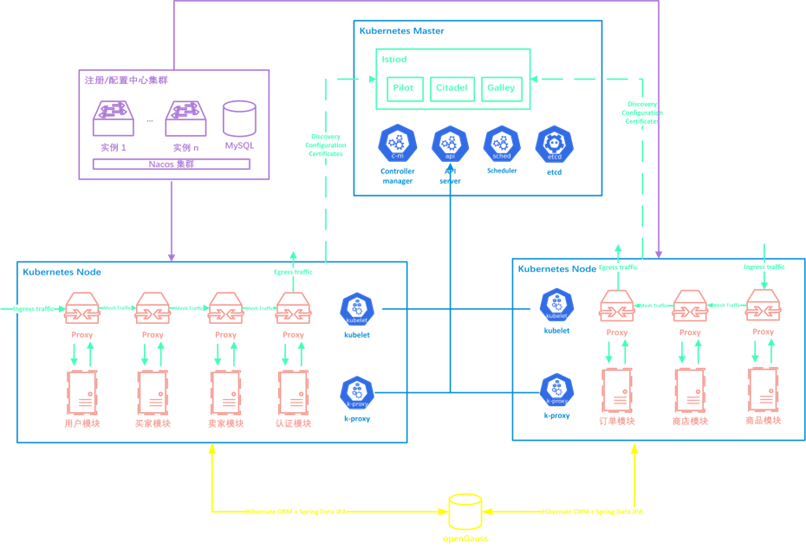 Kubernetes Master
Istiod
Pilot
Citadel
Galley
c-m
api
sched
etcd
Controller
manager
API
server
Scheduler
etcd
注册/配置中心集群
实例 1
...
实例 n
MySQL
Nacos 集群
Discovery
Configuration
Certificates
Discovery
Configuration
Certificates
Kubernetes Node
Egress traffic
Ingress traffic
Mesh Traffic
Mesh Traffic
Mesh Traffic
Proxy
Proxy
Proxy
Proxy
用户模块
买家模块
卖家模块
认证模块
kubelet
kubelet
k-proxy
k-proxy
Kubernetes Node
Egress traffic
Ingress traffic
Mesh Traffic
Mesh Traffic
Proxy
Proxy
Proxy
订单模块
商店模块
商品模块
kubelet
kubelet
k-proxy
k-proxy
Hibernate ORM + Spring Data JPA
Hibernate ORM + Spring Data JPA
openGauss